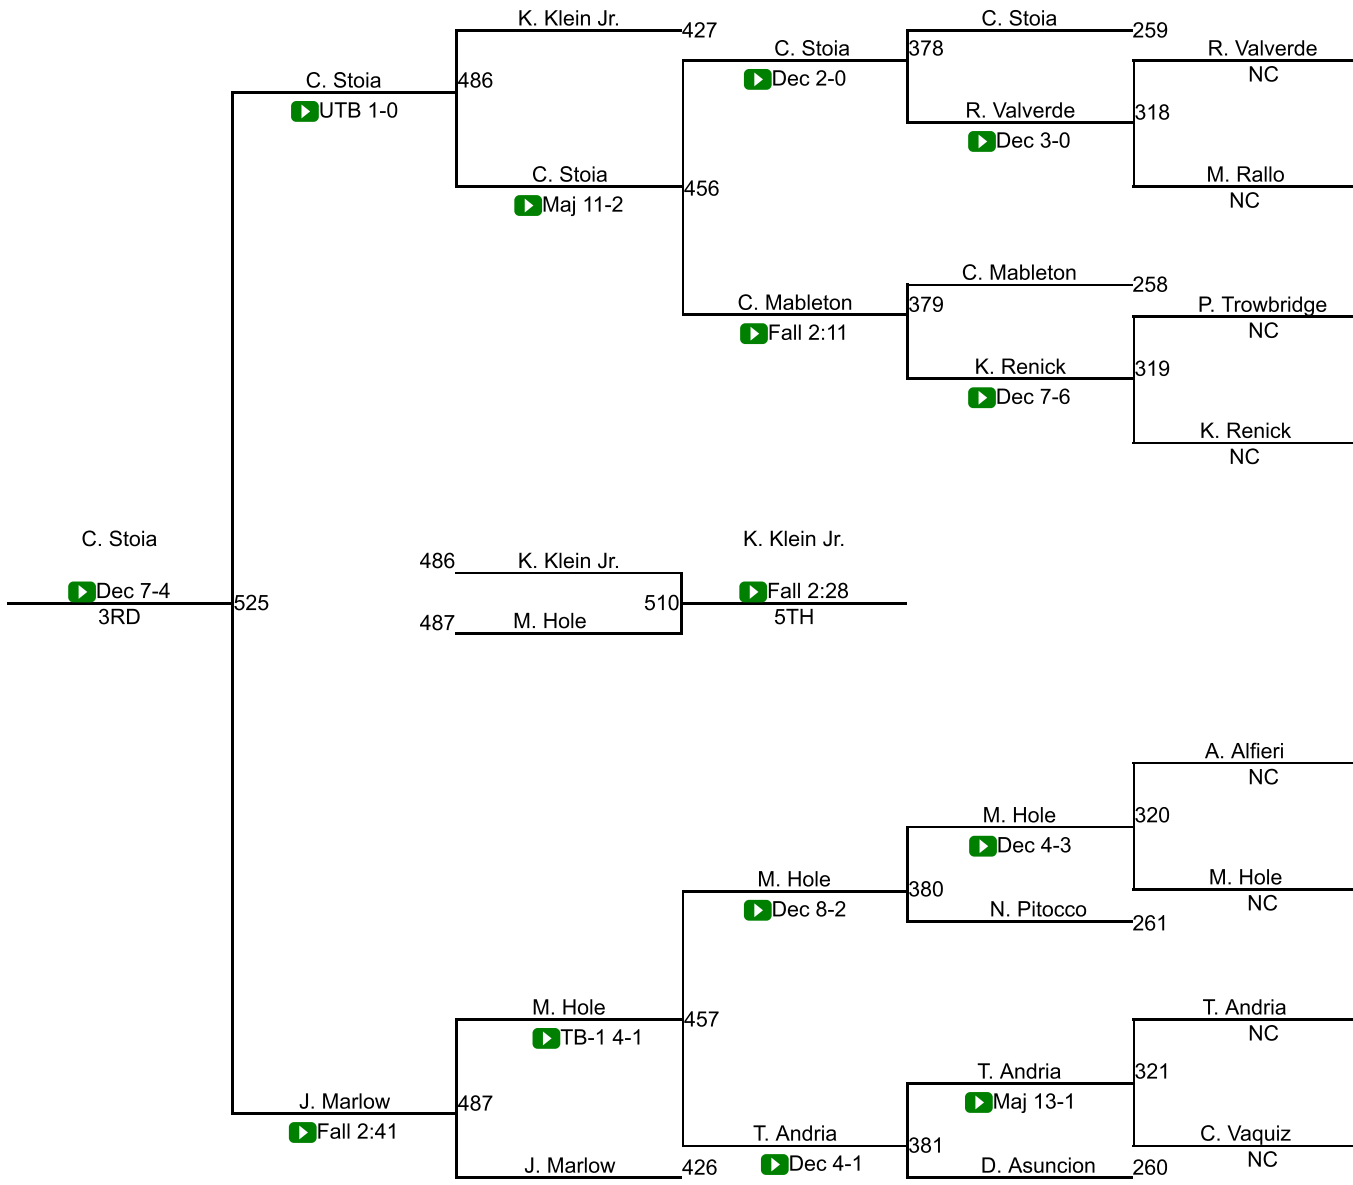 K. Klein Jr.
427
C. Stoia
259
C. Stoia
Dec 2-0
378
R. Valverde
NC
C. Stoia
UTB 1-0
486
R. Valverde
Dec 3-0
318
C. Stoia
Maj 11-2
456
M. Rallo
NC
C. Mableton
258
C. Mableton
Fall 2:11
379
P. Trowbridge
NC
K. Renick
Dec 7-6
319
K. Renick
NC
C. Stoia
Dec 7-4
3RD
525
486
K. Klein Jr.
487
M. Hole
510
K. Klein Jr.
Fall 2:28
5TH
A. Alfieri
NC
M. Hole
Dec 4-3
320
M. Hole
Dec 8-2
380
M. Hole
NC
N. Pitocco
261
M. Hole
TB-1 4-1
457
T. Andria
NC
T. Andria
Maj 13-1
321
J. Marlow
Fall 2:41
487
T. Andria
Dec 4-1
381
C. Vaquiz
NC
J. Marlow
426
D. Asuncion
260